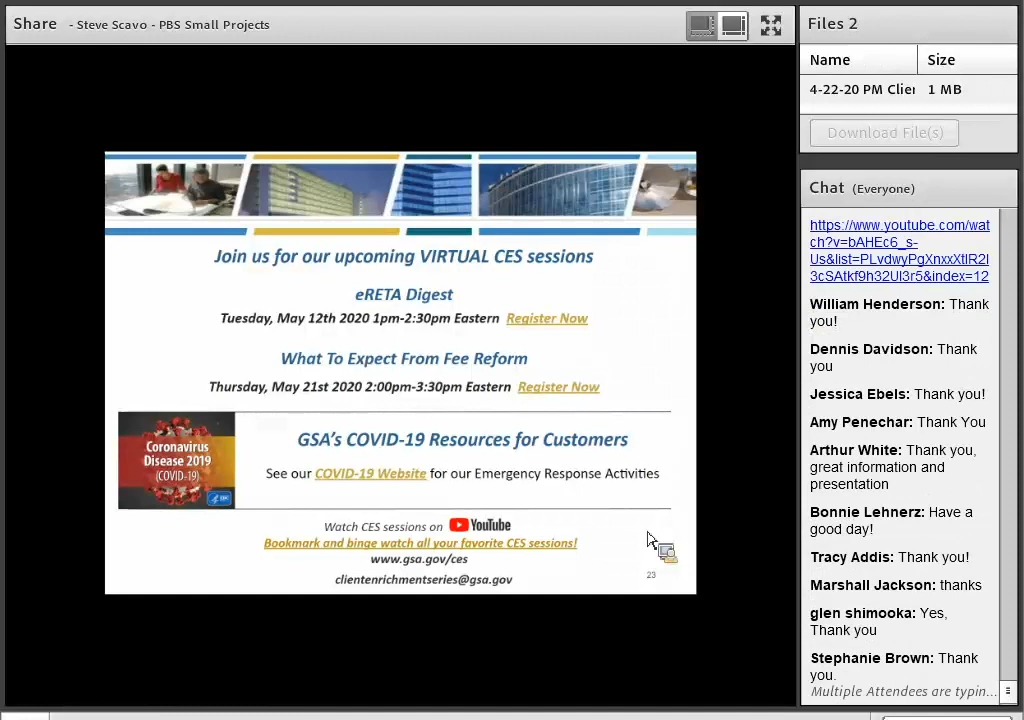 Share - Steve Scavo - PBS Small Projects
Join us for our upcoming VIRTUAL CES sessions
eRETA Digest
Tuesday, May 12th 2020 1pm-2:30pm Eastern Register Now
What To Expect From Fee Reform
Thursday, May 21st 2020 2:00pm-3:30pm Eastern Register Now
Coronavirus
Disease 2019
(COVID-19)
CDC
GSA's COVID-19 Resources for Customers
See our COVID-19 Website for our Emergency Response Activities
Watch CES sessions on YouTube
Bookmark and binge watch all your favorite CES sessions!
www.gsa.gov/ces
clientenrichmentseries@gsa.gov
23
Files 2
Name Size
4-22-20 PM Clier 1 MB
Download File(s)
Chat (Everyone)
https://www.youtube.com/wat
ch?v=bAHEc6_s-
Us&list=PLvdwyPgXnxxXtlR2l
3cSAtkf9h32Ul3r5&index=12
William Henderson: Thank
you!
Dennis Davidson: Thank
you
Jessica Ebels: Thank you!
Amy Penechar: Thank You
Arthur White: Thank you,
great information and
presentation
Bonnie Lehnerz: Have a
good day!
Tracy Addis: Thank you!
Marshall Jackson: thanks
glen shimooka: Yes,
Thank you
Stephanie Brown: Thank
you.
Multiple Attendees are typin...